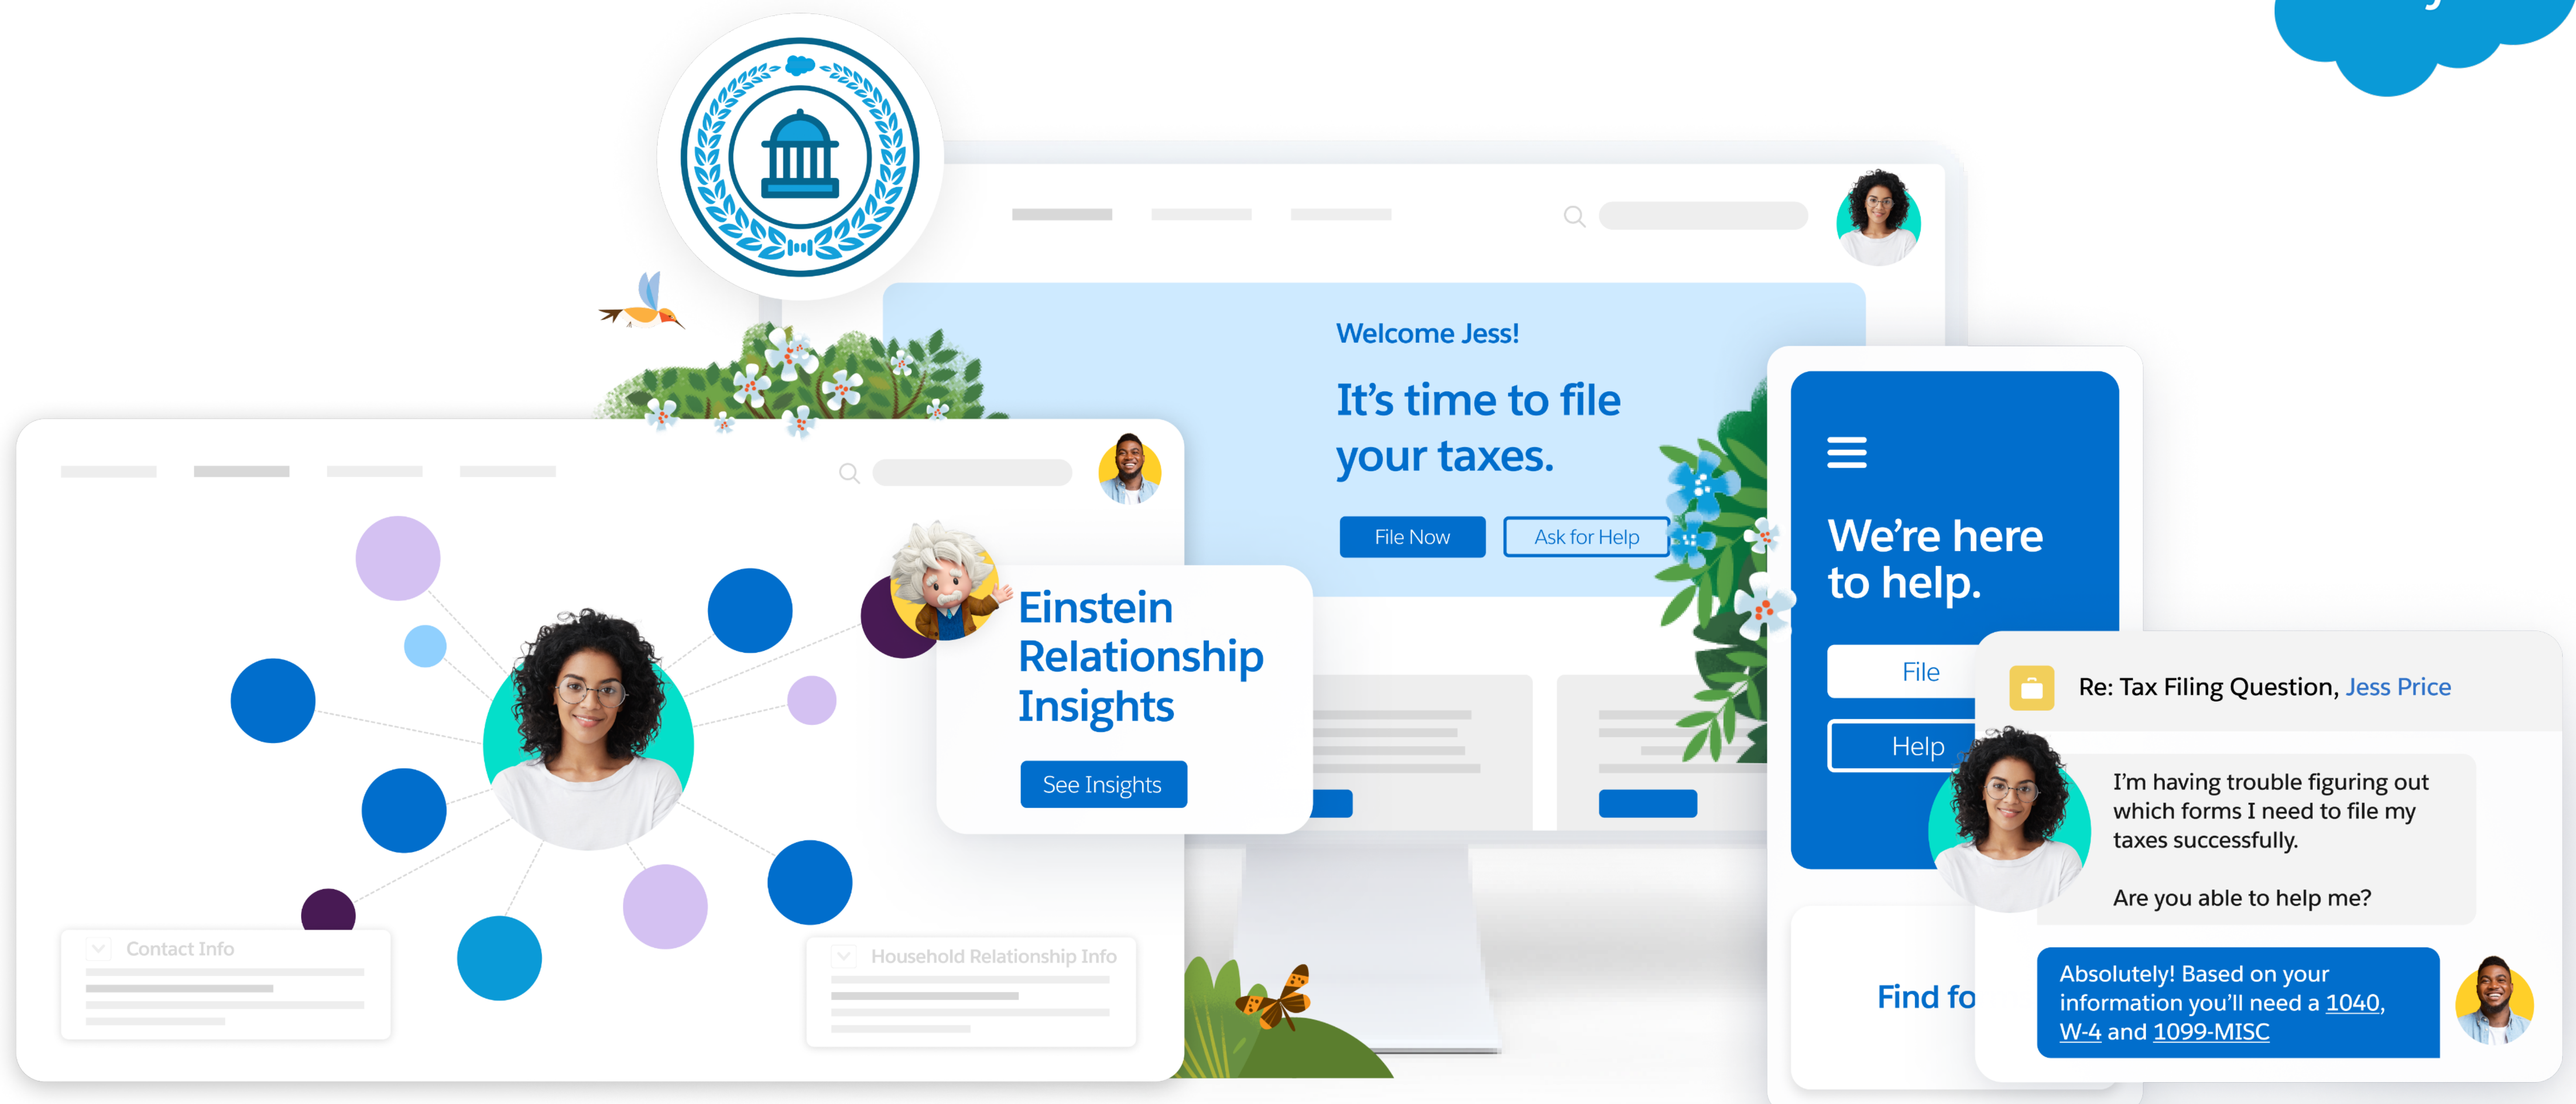 Welcome Jess!
It's time to file
your taxes.
File Now
Ask for Help
Einstein
Relationship
Insights
See Insights
Contact Info
Household Relationship Info
We're here
to help.
File
Help
Find
Re: Tax Filing Question, Jess Price
I'm having trouble figuring out
which forms I need to file my
taxes successfully.
Are you able to help me?
Absolutely! Based on your
information you'll need a 1040,
W-4 and 1099-MISC